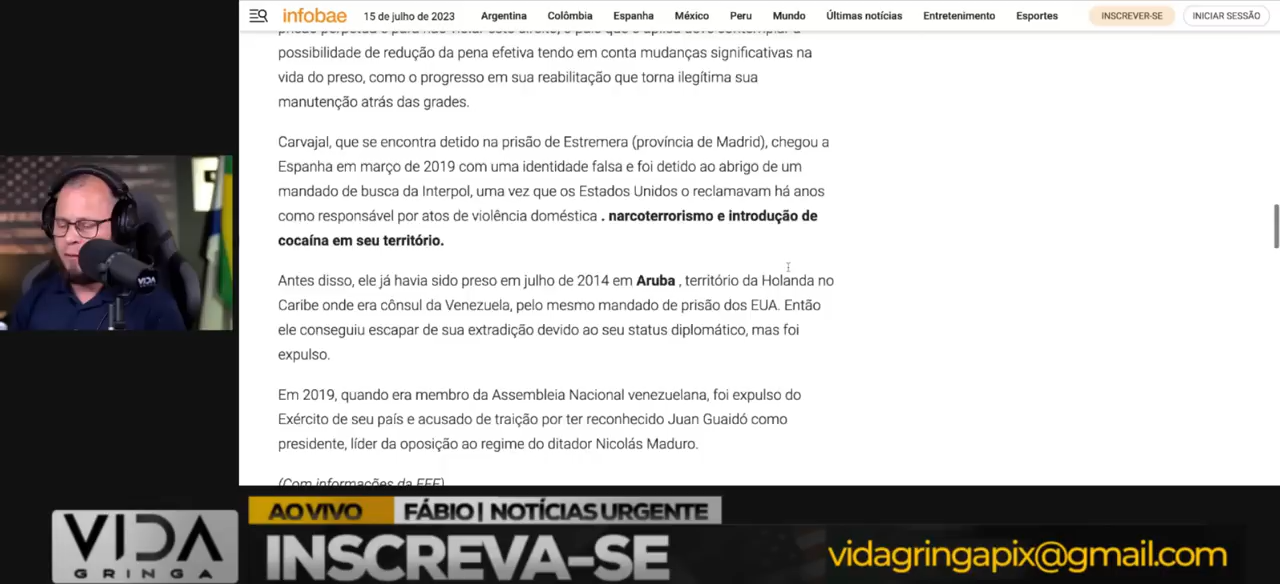 infobae 15 de julho de 2023 Argentina Colômbia Espanha México Peru Mundo Últimas notícias Entretenimento Esportes INSCREVER-SE INICIAR SESSÃO
possibilidade de redução da pena efetiva tendo em conta mudanças significativas na
vida do preso, como o progresso em sua reabilitação que torna ilegítima sua
manutenção atrás das grades.
Carvajal, que se encontra detido na prisão de Estremera (província de Madrid), chegou a
Espanha em março de 2019 com uma identidade falsa e foi detido ao abrigo de um
mandado de busca da Interpol, uma vez que os Estados Unidos o reclamavam há anos
como responsável por atos de violência doméstica . narcoterrorismo e introdução de
cocaína em seu território.
Antes disso, ele já havia sido preso em julho de 2014 em Aruba , território da Holanda no
Caribe onde era cônsul da Venezuela, pelo mesmo mandado de prisão dos EUA. Então
ele conseguiu escapar de sua extradição devido ao seu status diplomático, mas foi
expulso.
Em 2019, quando era membro da Assembleia Nacional venezuelana, foi expulso do
Exército de seu país e acusado de traição por ter reconhecido Juan Guaidó como
presidente, líder da oposição ao regime do ditador Nicolás Maduro.
(Com informações da EFE)
VIDA
AO VIVO FÁBIO | NOTÍCIAS URGENTE
VIDA
GRINGA
INSCREVA-SE
vidagringapix@gmail.com